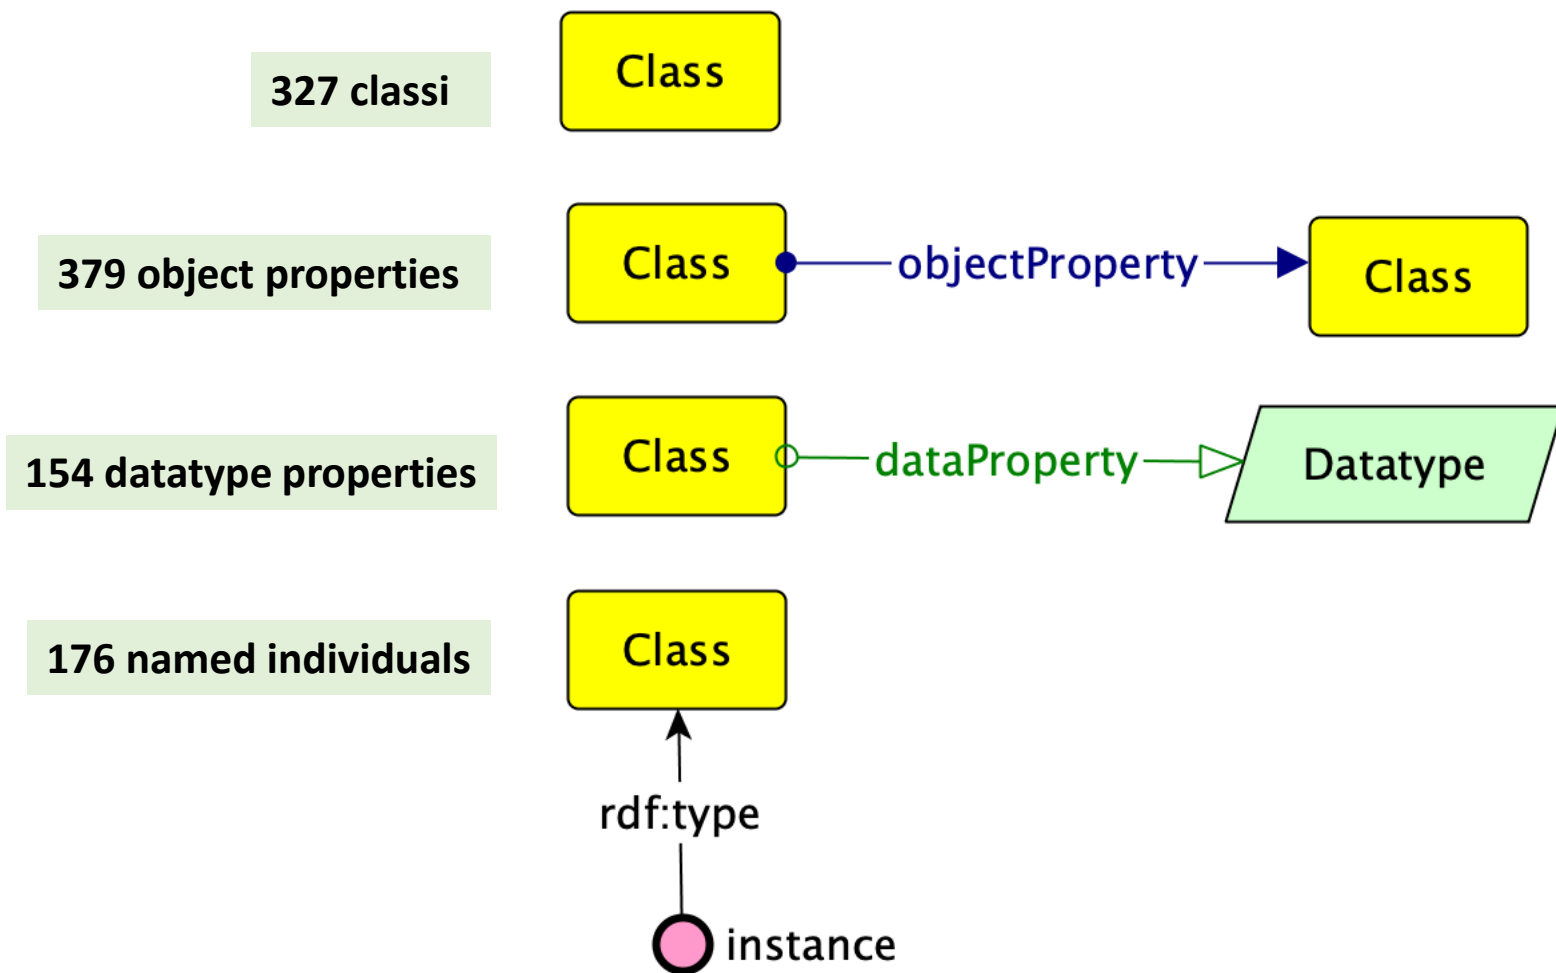 327 classi
Class
379 object properties
Class
objectProperty
Class
154 datatype properties
Class
dataProperty
Datatype
176 named individuals
Class
rdf:type
instance